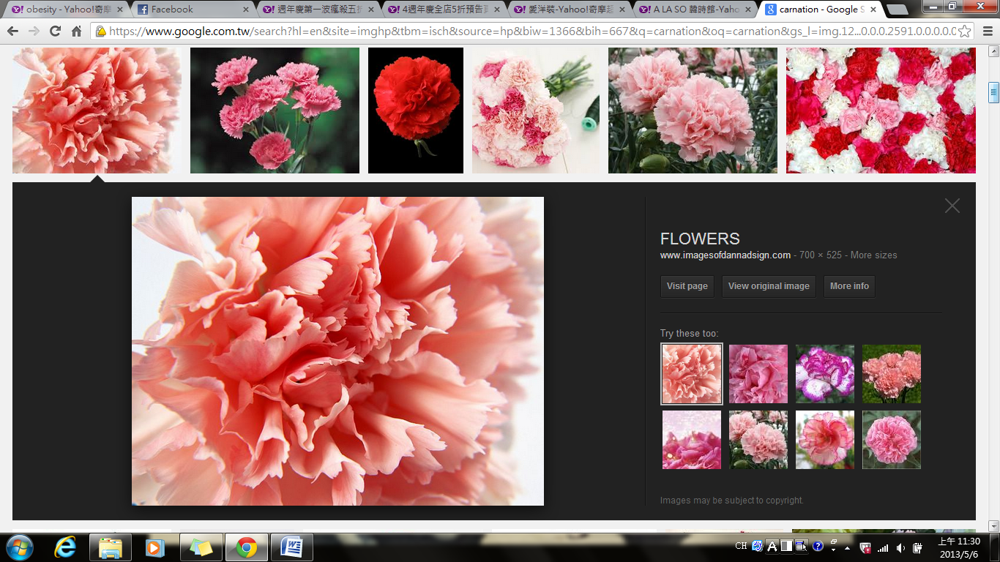 obesity - Yahoo!奇摩
Facebook
週年慶第一波瘋殺五折
4週年慶全店5折預告頁
愛洋裝-Yahoo!奇摩超
A LA SO 韓時館-Yaho
carnation - Google S
https://www.google.com.tw/search?hl=en&site=imghp&tbm=isch&source=hp&biw=1366&bih=667&q=carnation&oq=carnation&gs_l=img.12...0.0.0.2591.0.0.0.0.0
FLOWERS
www.imagesofdannadsign.com - 700 × 525 - More sizes
Visit page
View original image
More info
Try these too:
Images may be subject to copyright.
CH
上午 11:30
2013/5/6